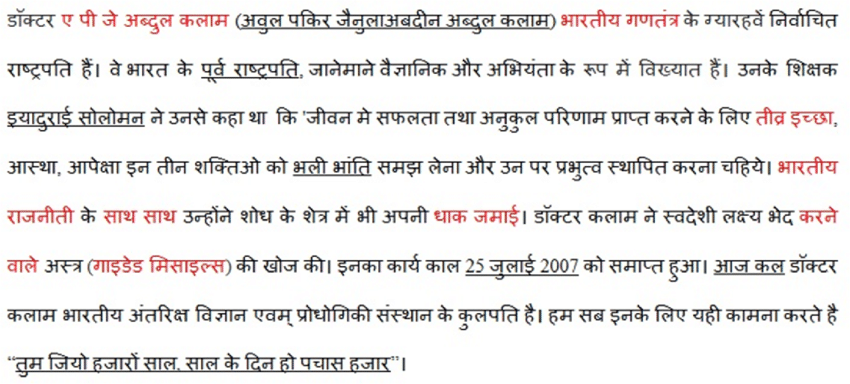 डॉक्टर ए पी जे अब्दुल कलाम (अवुल पकिर जैनुलाअबदीन अब्दुल कलाम) भारतीय गणतंत्र के ग्यारहवें निर्वाचित
राष्ट्रपति हैं। वे भारत के पूर्व राष्ट्रपति, जानेमाने वैज्ञानिक और अभियंता के रूप में विख्यात हैं। उनके शिक्षक
इयादुराई सोलोमन ने उनसे कहा था कि 'जीवन मे सफलता तथा अनुकुल परिणाम प्राप्त करने के लिए तीव्र इच्छा,
आस्था, आपेक्षा इन तीन शक्तिओ को भली भांति समझ लेना और उन पर प्रभुत्व स्थापित करना चहिये। भारतीय
राजनीती के साथ साथ उन्होंने शोध के शेत्र में भी अपनी धाक जमाई। डॉक्टर कलाम ने स्वदेशी लक्ष्य भेद करने
वाले अस्त्र (गाइडेड मिसाइल्स) की खोज की। इनका कार्य काल 25 जुलाई 2007 को समाप्त हुआ। आज कल डॉक्टर
कलाम भारतीय अंतरिक्ष विज्ञान एवम् प्रोधोगिकी संस्थान के कुलपति है। हम सब इनके लिए यही कामना करते है
“तुम जियो हजारों साल, साल के दिन हो पचास हजार”।